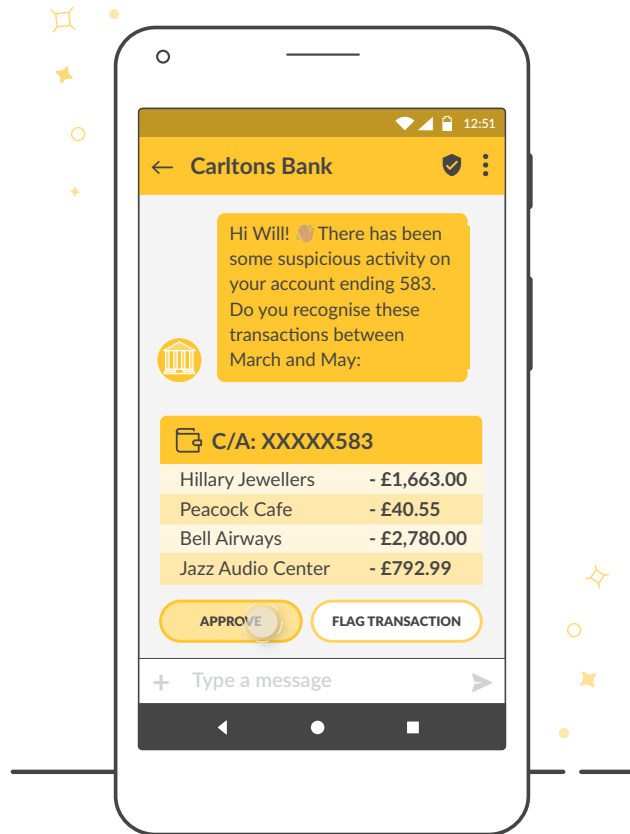 12:51
Carltons Bank
Hi Will! 👋🏽 There has been
some suspicious activity on
your account ending 583.
Do you recognise these
transactions between
March and May:
C/A: XXXXX583
Hillary Jewellers - £1,663.00
Peacock Cafe - £40.55
Bell Airways - £2,780.00
Jazz Audio Center - £792.99
APPROVE FLAG TRANSACTION
+ Type a message